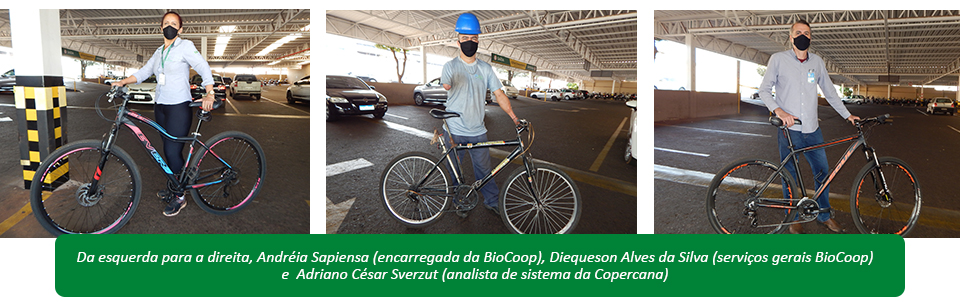 Da esquerda para a direita, Andréia Sapiensa (encarregada da BioCoop), Diequeson Alves da Silva (serviços gerais BioCoop)
e Adriano César Sverzut (analista de sistema da Copercana)